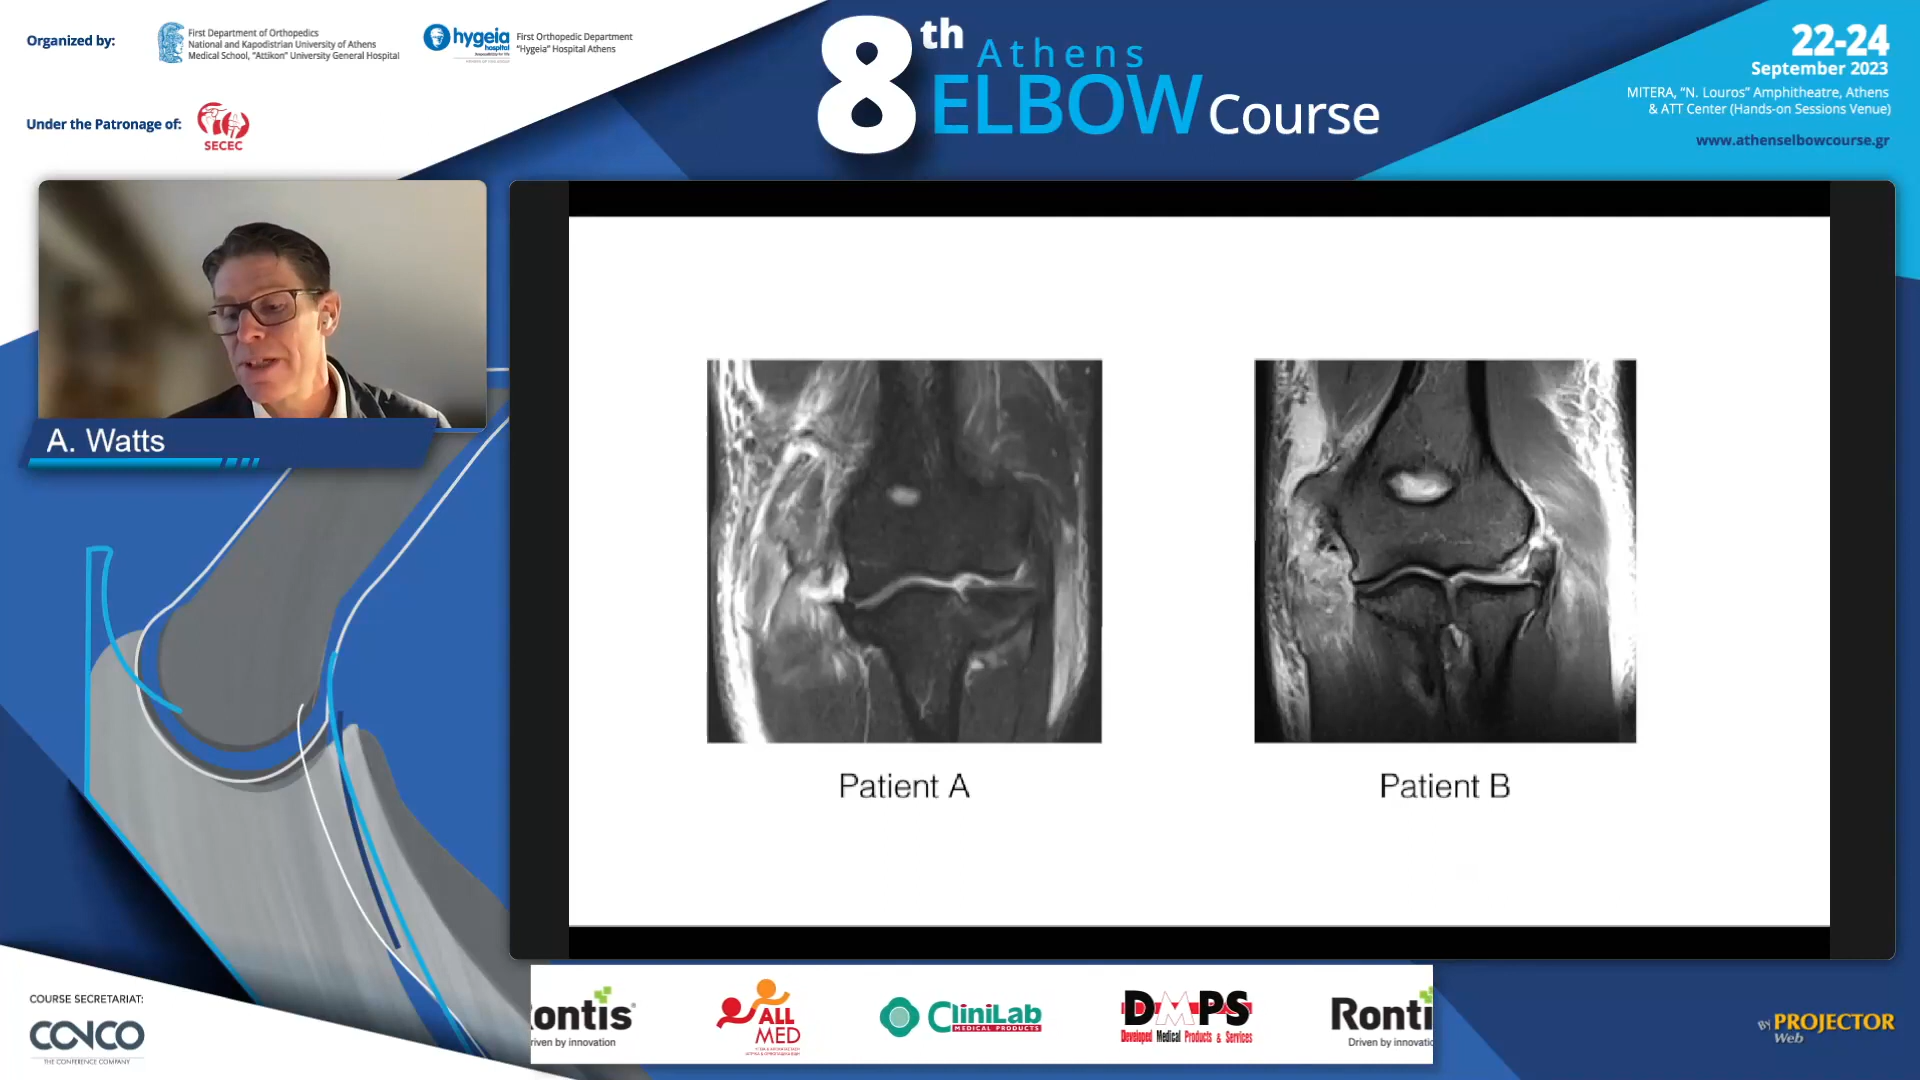 Organized by:
First Department of Orthopedics
National and Kapodistrian University of Athens
Medical School, "Attikon" University General Hospital
hygeia
hospital
First Orthopedic Department
"Hygeia" Hospital Athens
Under the Patronage of:
SECEC
8th Athens
ELBOW Course
22-24
September 2023
MITERA, "N. Louros" Amphitheatre, Athens
& ATT Center (Hands-on Sessions Venue)
www.athenselbowcourse.gr
A. Watts
Patient A
Patient B
COURSE SECRETARIAT:
CONCO
THE CONFERENCE COMPANY
ontis
riven by innovation
ALL
MED
CliniLab
MEDICAL PRODUCTS
DMPS
Developed Medical Products & Services
Ronti
Driven by innovatio
By PROJECTOR
Web